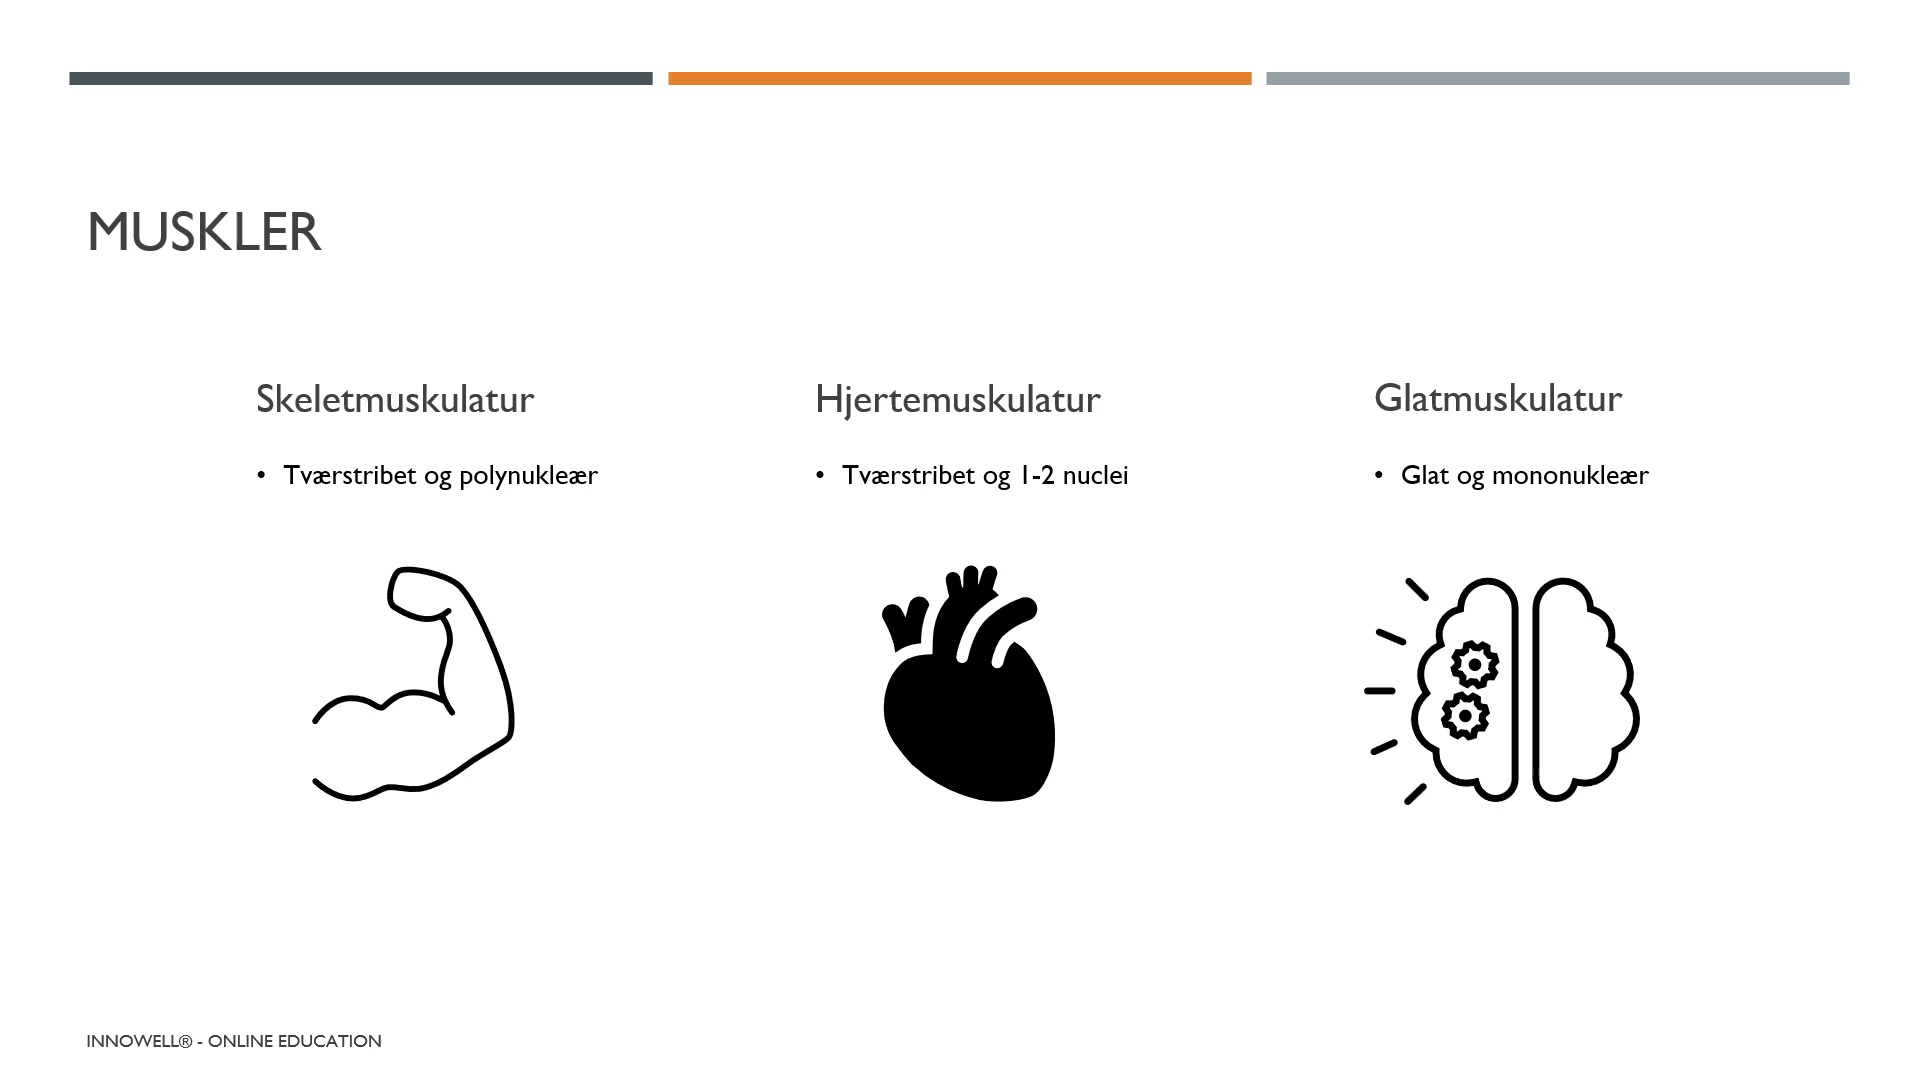 MUSKLER
Skeletmuskulatur
• Tværstribet og polynukleær
Hjertemuskulatur
• Tværstribet og 1-2 nuclei
Glatmuskulatur
• Glat og mononukleær
INNOWELL® - ONLINE EDUCATION